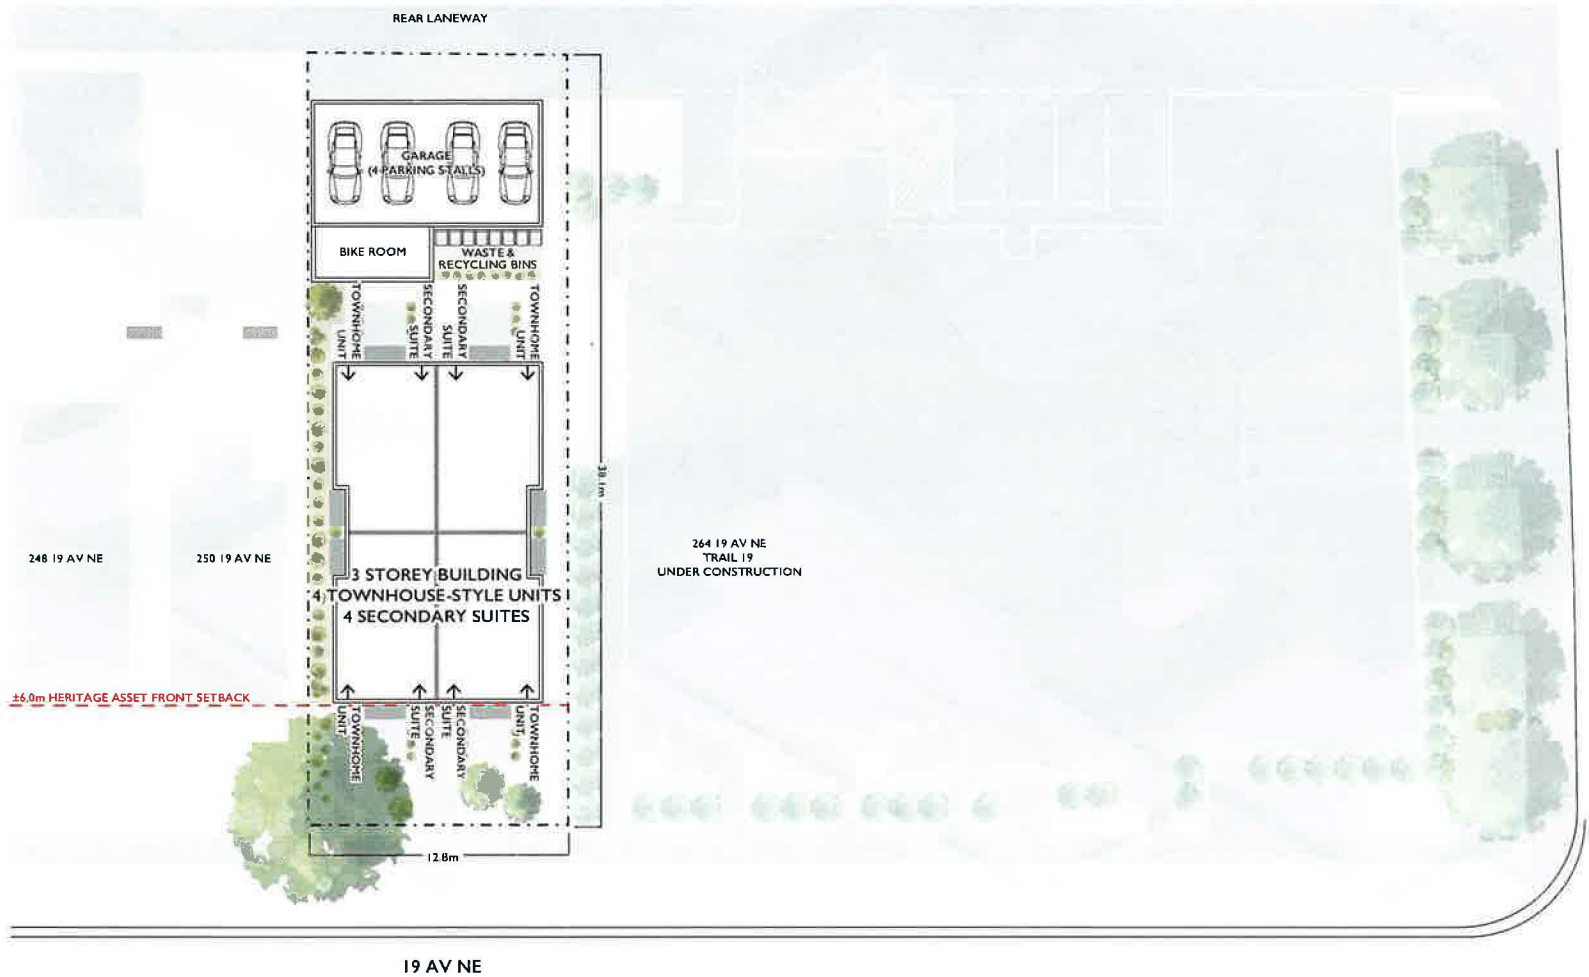 REAR LANEWAY
GARAGE
(4 PARKING STALLS)
BIKE ROOM
WASTE &
RECYCLING BINS
TOWNHOME
UNIT
SECONDARY
SUITE
SECONDARY
SUITE
TOWNHOME
UNIT
38.1m
248 19 AV NE
250 19 AV NE
264 19 AV NE
TRAIL 19
UNDER CONSTRUCTION
3 STOREY BUILDING
4 TOWNHOUSE-STYLE UNITS
4 SECONDARY SUITES
±6.0m HERITAGE ASSET FRONT SETBACK
TOWNHOME
UNIT
SECONDARY
SUITE
SECONDARY
SUITE
TOWNHOME
UNIT
12.8m
19 AV NE